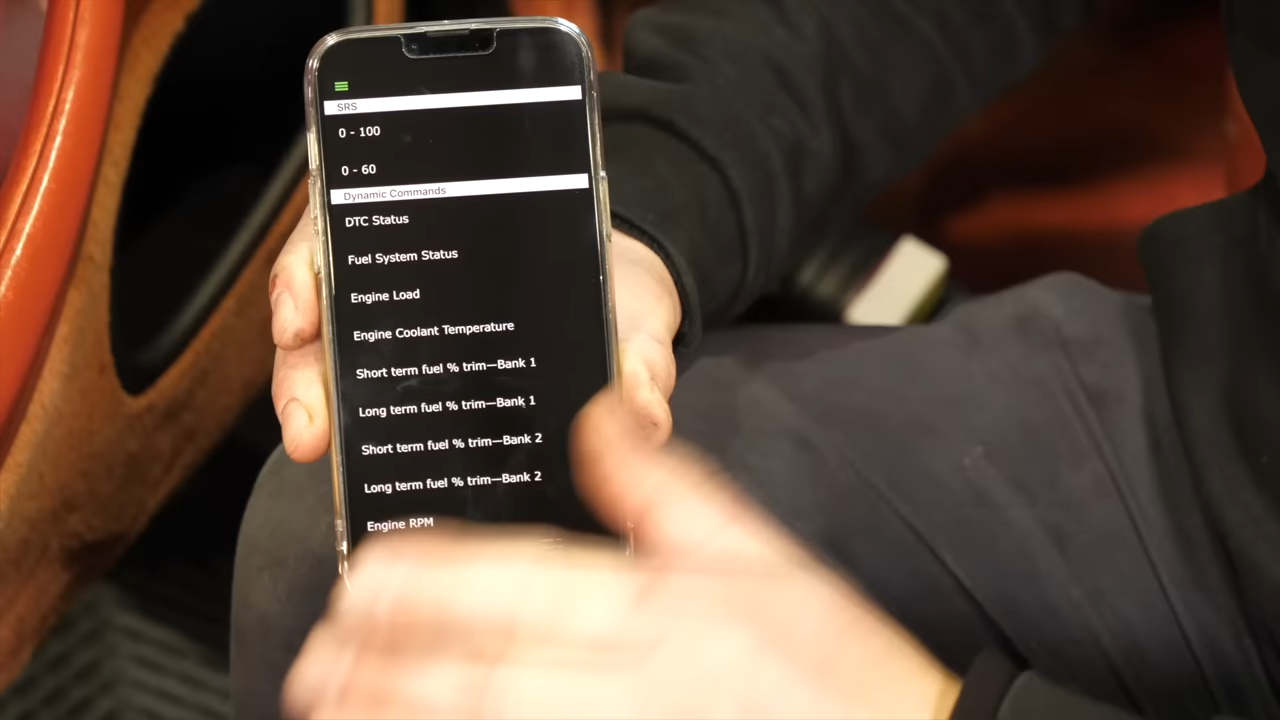 SRS
0 - 100
0 - 60
Dynamic Commands
DTC Status
Fuel System Status
Engine Load
Engine Coolant Temperature
Short term fuel % trim—Bank 1
Long term fuel % trim—Bank 1
Short term fuel % trim—Bank 2
Long term fuel % trim—Bank 2
Engine RPM